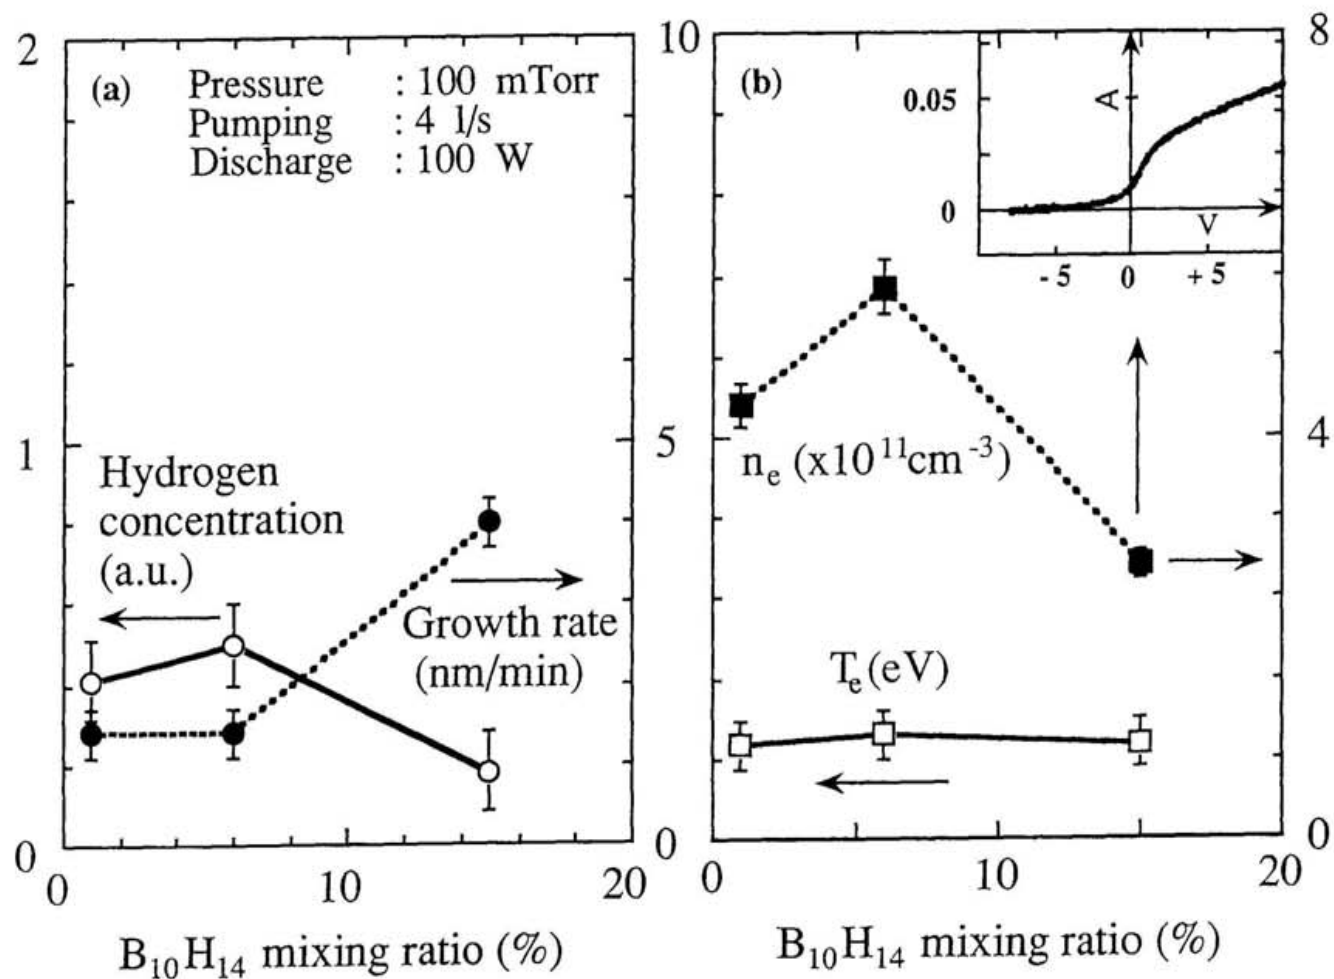 2
(a)
Pressure : 100 mTorr
Pumping : 4 l/s
Discharge : 100 W
1
Hydrogen
concentration
(a.u.)
Growth rate
(nm/min)
0
0 10 20
B₁₀H₁₄ mixing ratio (%)
10
(b)
8
0.05
A
0
V
- 5 0 + 5
5
4
nₑ (x10¹¹cm⁻³)
Tₑ(eV)
0
0
0 10 20
B₁₀H₁₄ mixing ratio (%)